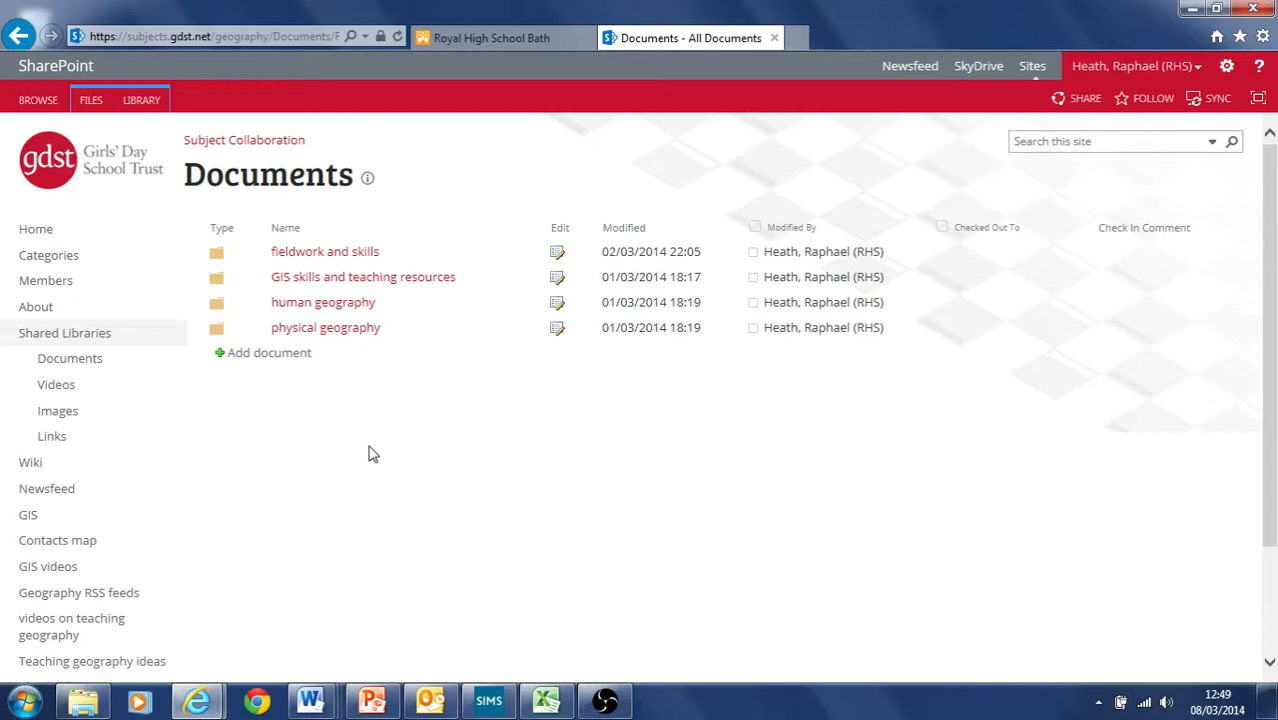 https://subjects.gdst.net/geography/Documents/F
Royal High School Bath
Documents - All Documents
SharePoint
Newsfeed
SkyDrive
Sites
Heath, Raphael (RHS)
?
BROWSE
FILES
LIBRARY
SHARE
FOLLOW
SYNC
gdst
Girls' Day
School Trust
Subject Collaboration
Documents
Search this site
Home
Categories
Members
About
Shared Libraries
Documents
Videos
Images
Links
Wiki
Newsfeed
GIS
Contacts map
GIS videos
Geography RSS feeds
videos on teaching
geography
Teaching geography ideas
Type Name Edit Modified Modified By Checked Out To Check In Comment
fieldwork and skills 02/03/2014 22:05 Heath, Raphael (RHS)
GIS skills and teaching resources 01/03/2014 18:17 Heath, Raphael (RHS)
human geography 01/03/2014 18:19 Heath, Raphael (RHS)
physical geography 01/03/2014 18:19 Heath, Raphael (RHS)
Add document
SIMS
12:49
08/03/2014